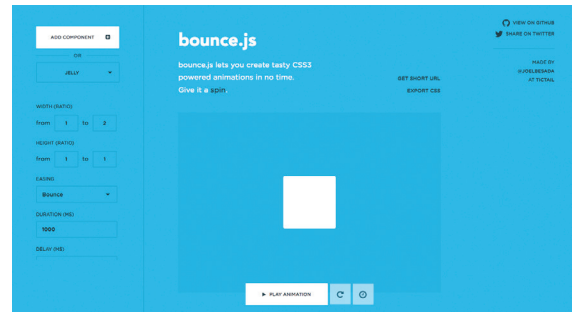 ADD COMPONENT
OR
JELLY
WIDTH (RATIO)
from 1 to 2
HEIGHT (RATIO)
from 1 to 1
EASING
Bounce
DURATION (MS)
1000
DELAY (MS)
bounce.js
bounce.js lets you create tasty CSS3
powered animations in no time.
Give it a spin.
GET SHORT URL
EXPORT CSS
PLAY ANIMATION
VIEW ON GITHUB
SHARE ON TWITTER
MADE BY
@JOELBESADA
AT TICTAIL